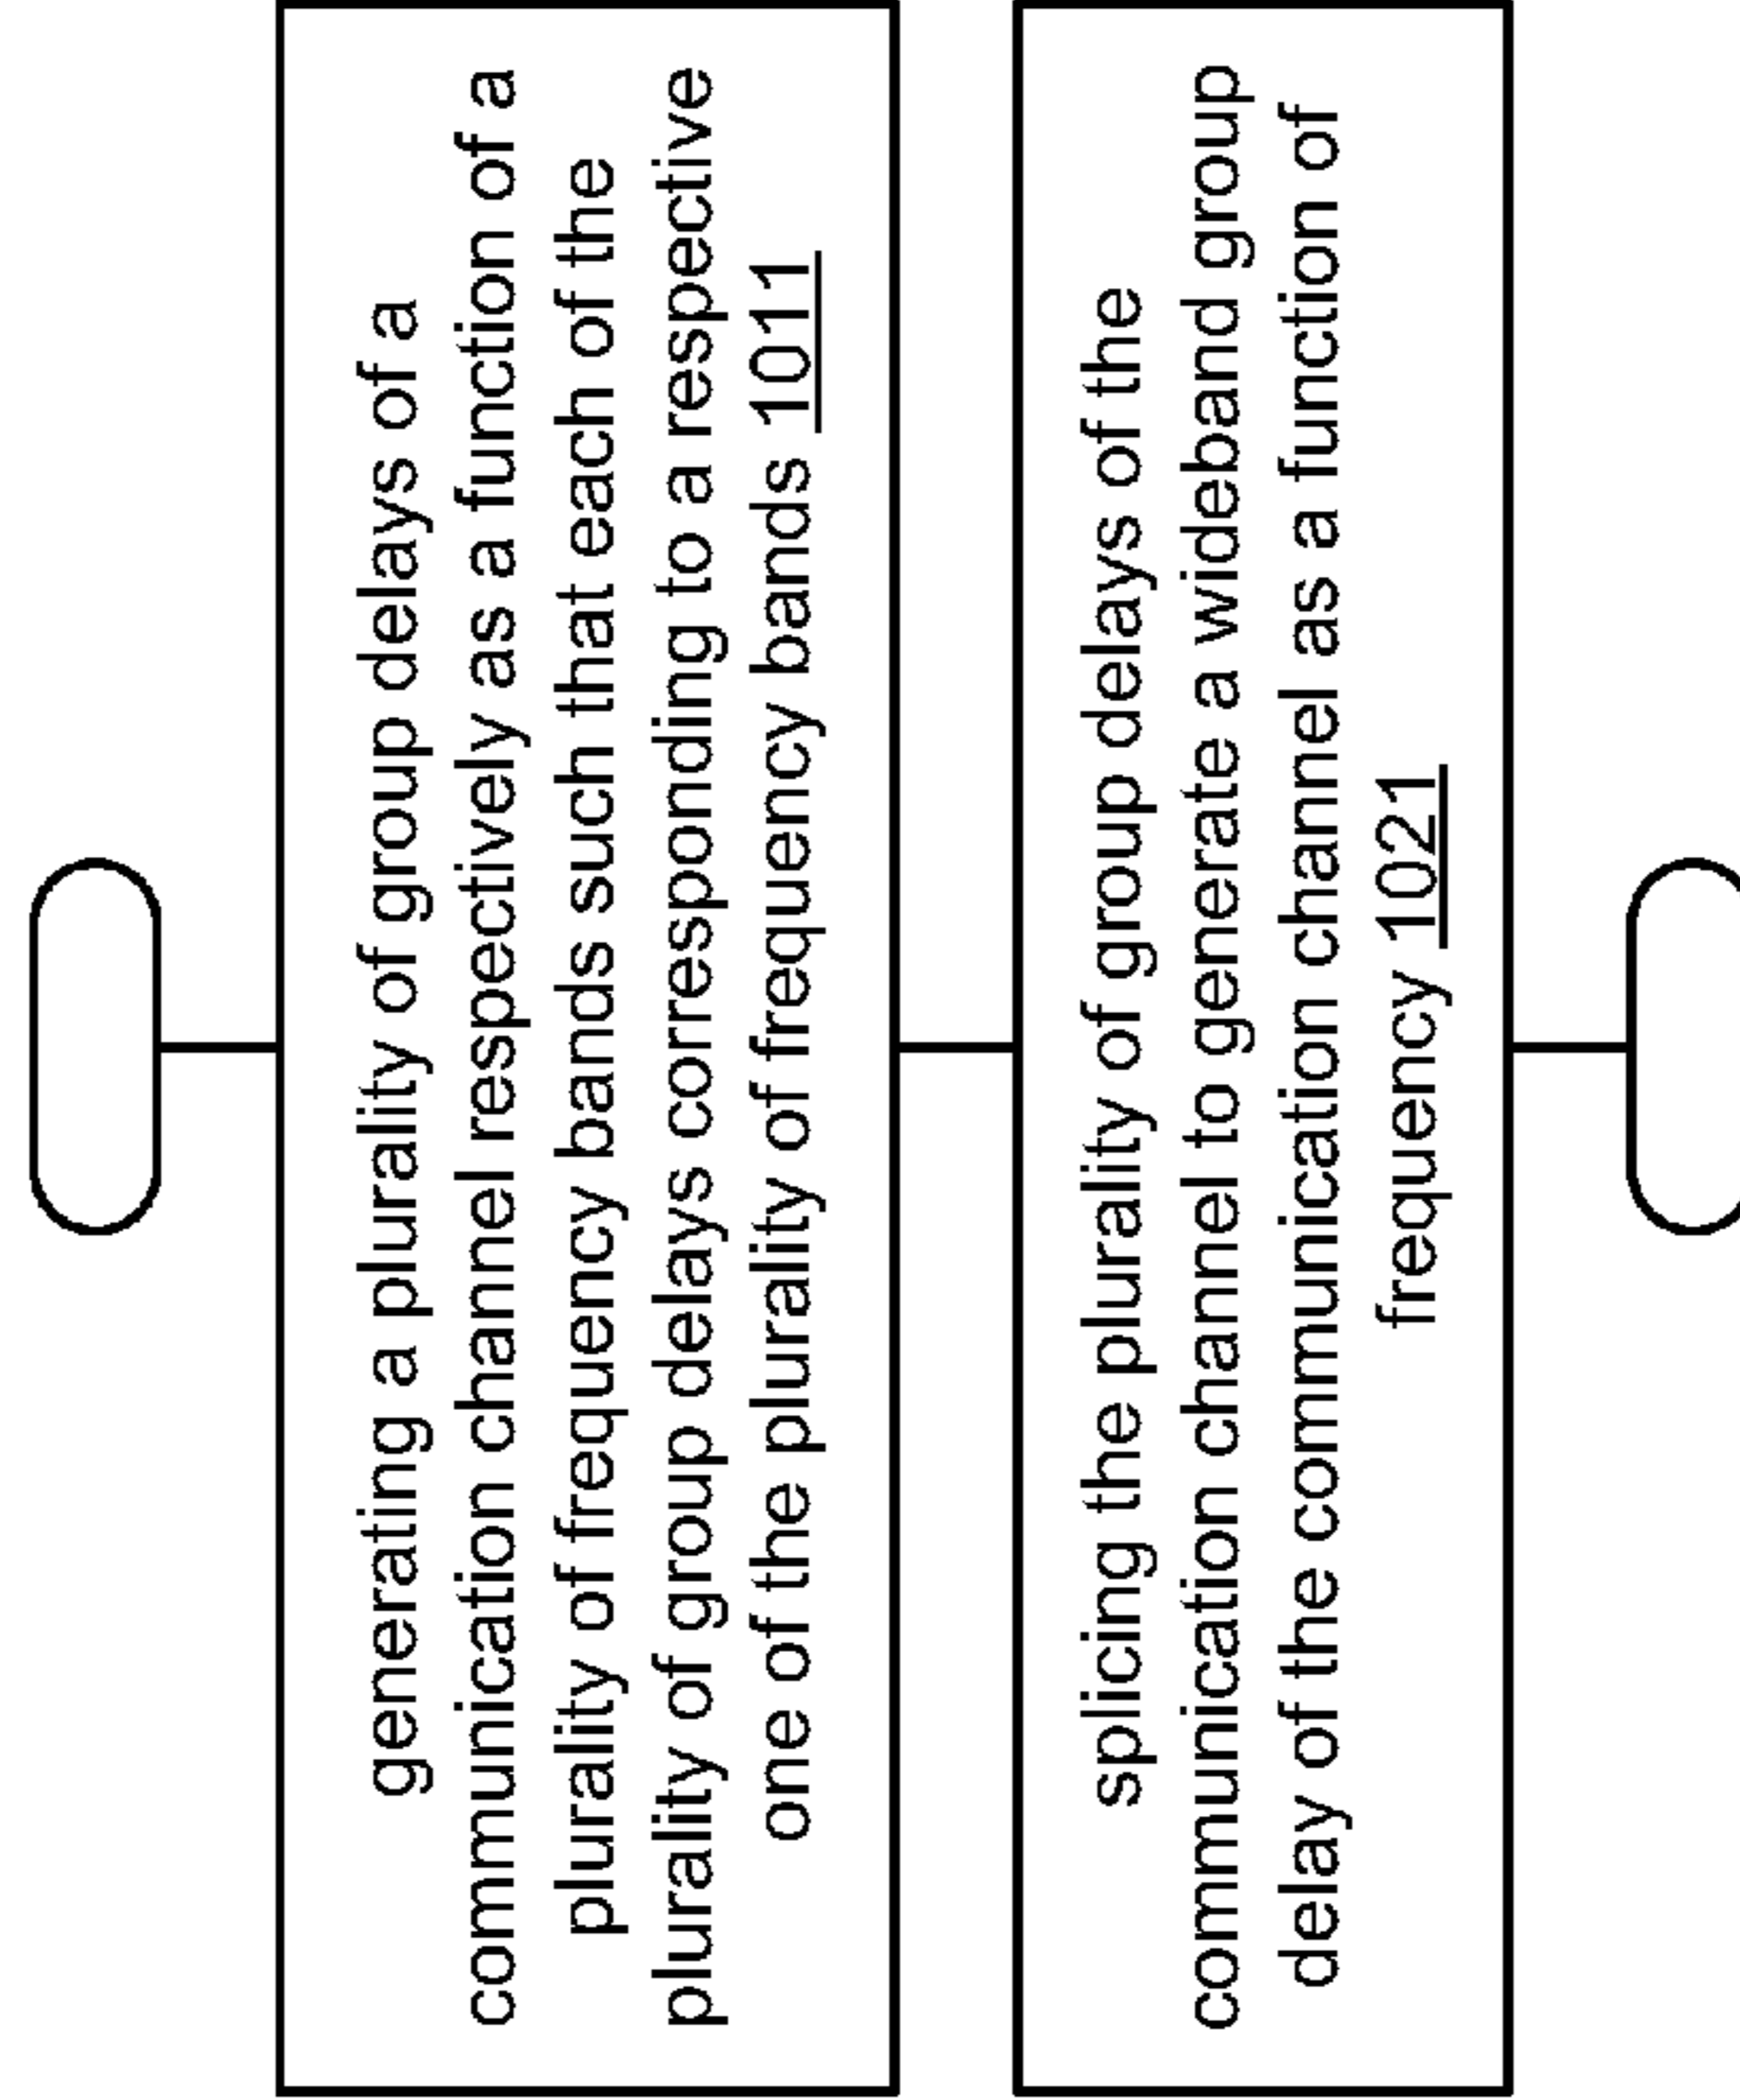 generating a plurality of group delays of a
communication channel respectively as a function of a
plurality of frequency bands such that each of the
plurality of group delays corresponding to a respective
one of the plurality of frequency bands 1011
splicing the plurality of group delays of the
communication channel to generate a wideband group
delay of the communication channel as a function of
frequency 1021